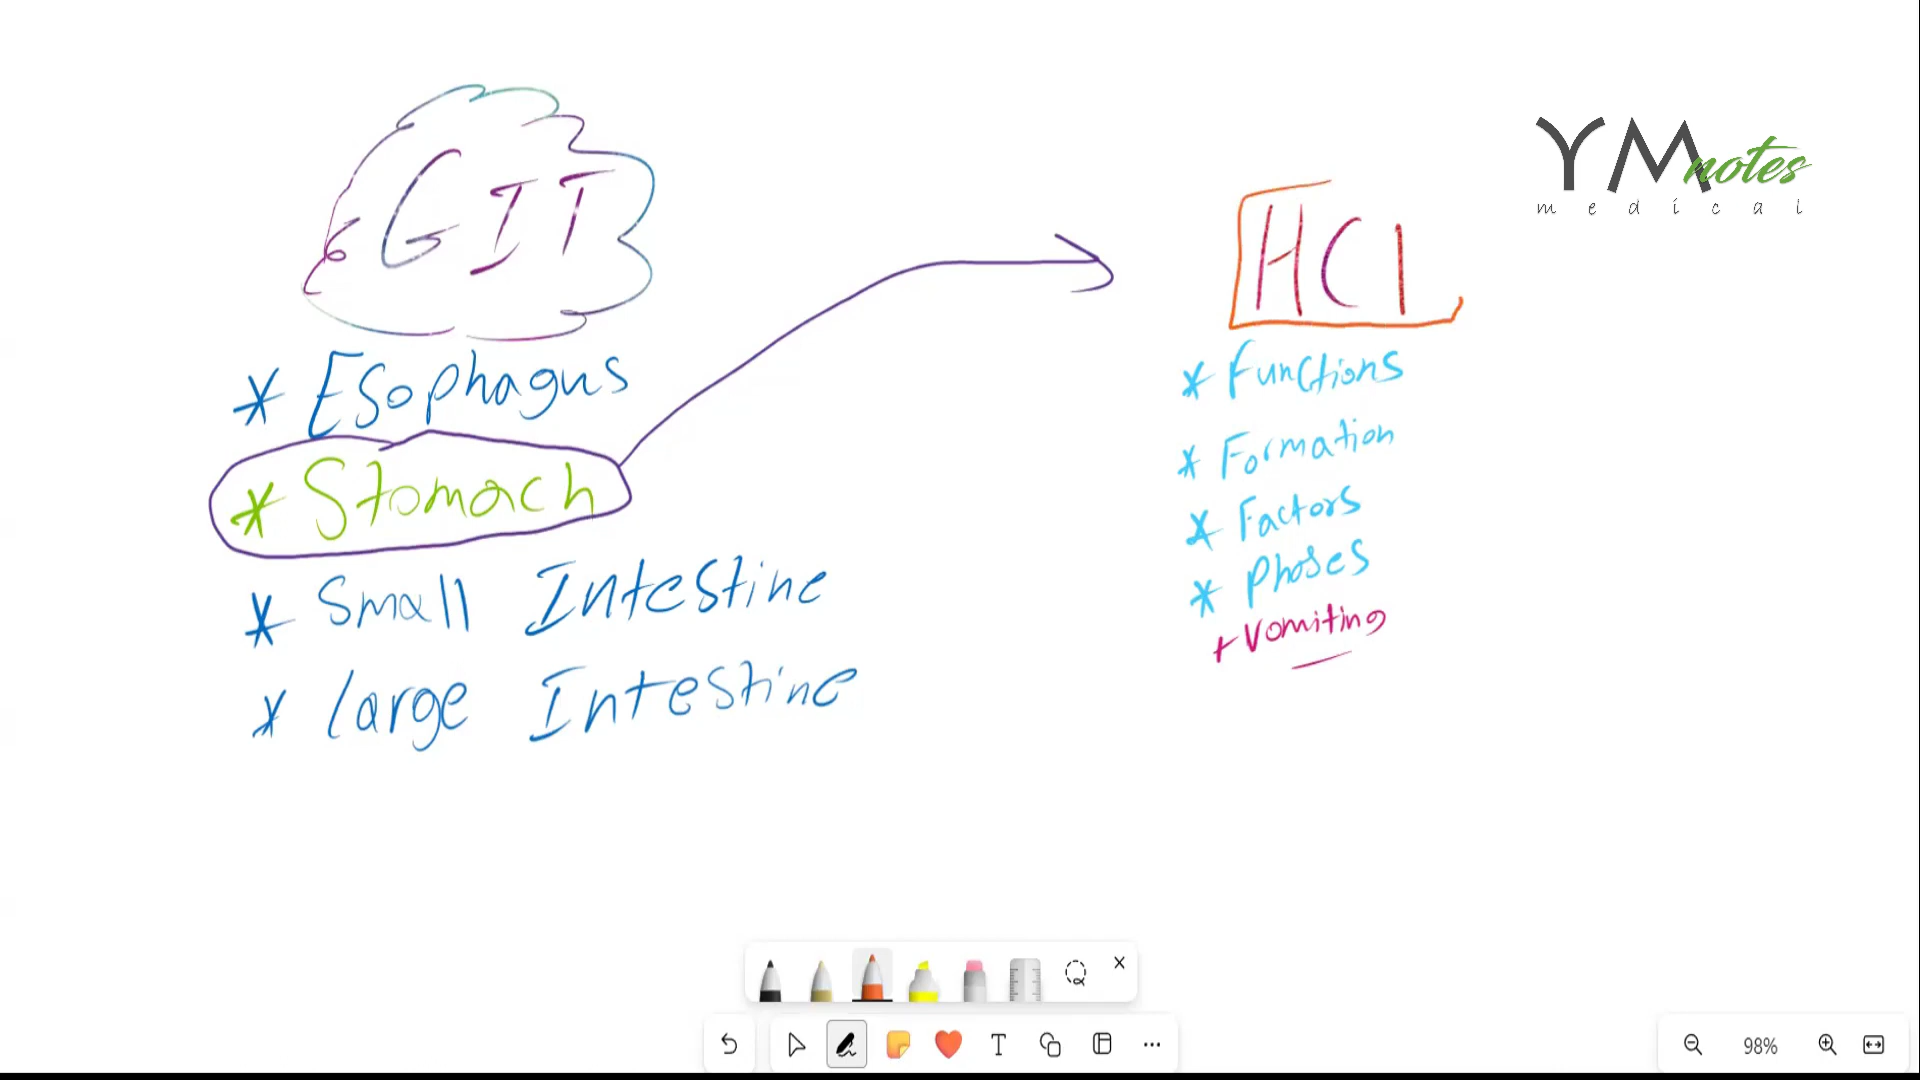 GIT
* Esophagus
* Stomach
* Small Intestine
* Large Intestine
YM notes
medical
HCl
* Functions
* Formation
* Factors
* Phases
+ Vomiting
98%